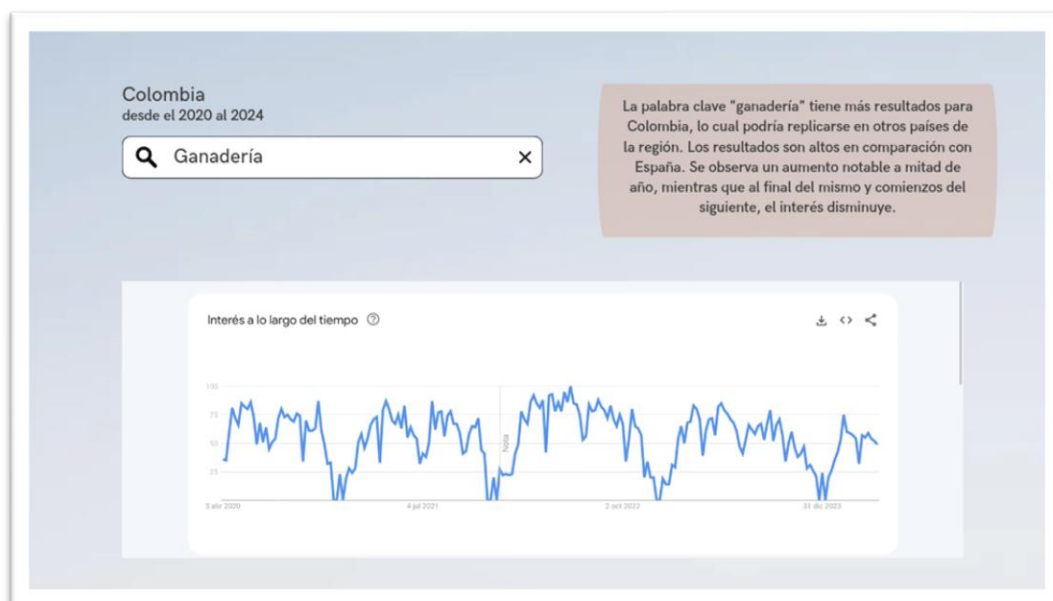 Colombia
desde el 2020 al 2024
Ganadería
La palabra clave "ganadería" tiene más resultados para
Colombia, lo cual podría replicarse en otros países de
la región. Los resultados son altos en comparación con
España. Se observa un aumento notable a mitad de
año, mientras que al final del mismo y comienzos del
siguiente, el interés disminuye.
Interés a lo largo del tiempo
100
75
50
25
Nota
5 abr 2020
4 jul 2021
2 oct 2022
31 dic 2023